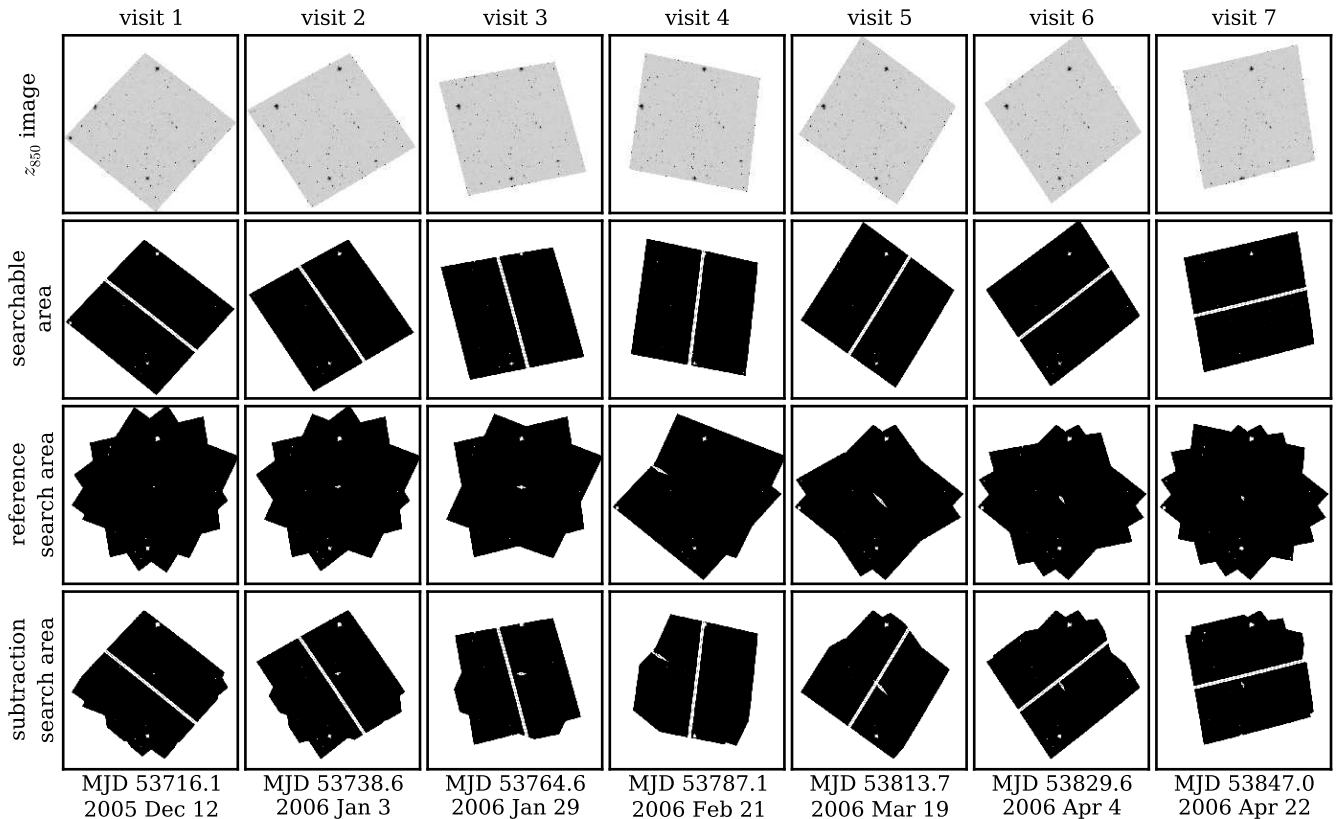 visit 1 visit 2 visit 3 visit 4 visit 5 visit 6 visit 7
z850 image
searchable
area
reference
search area
subtraction
search area
MJD 53716.1 MJD 53738.6 MJD 53764.6 MJD 53787.1 MJD 53813.7 MJD 53829.6 MJD 53847.0
2005 Dec 12 2006 Jan 3 2006 Jan 29 2006 Feb 21 2006 Mar 19 2006 Apr 4 2006 Apr 22